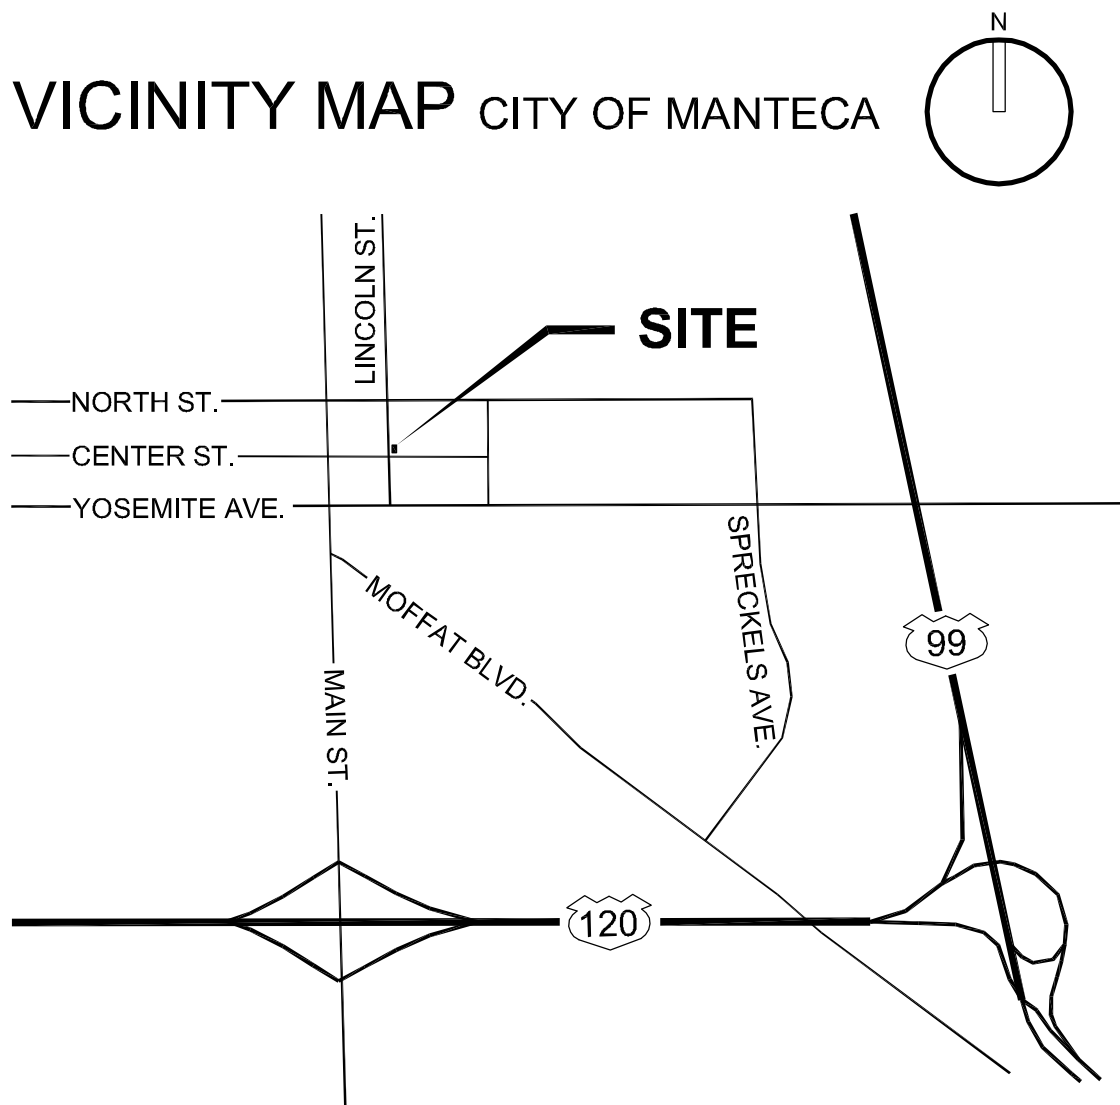 N
VICINITY MAP CITY OF MANTECA
LINCOLN ST.
SITE
NORTH ST.
CENTER ST.
YOSEMITE AVE.
SPRECKELS AVE.
MOFFAT BLVD.
99
MAIN ST.
120